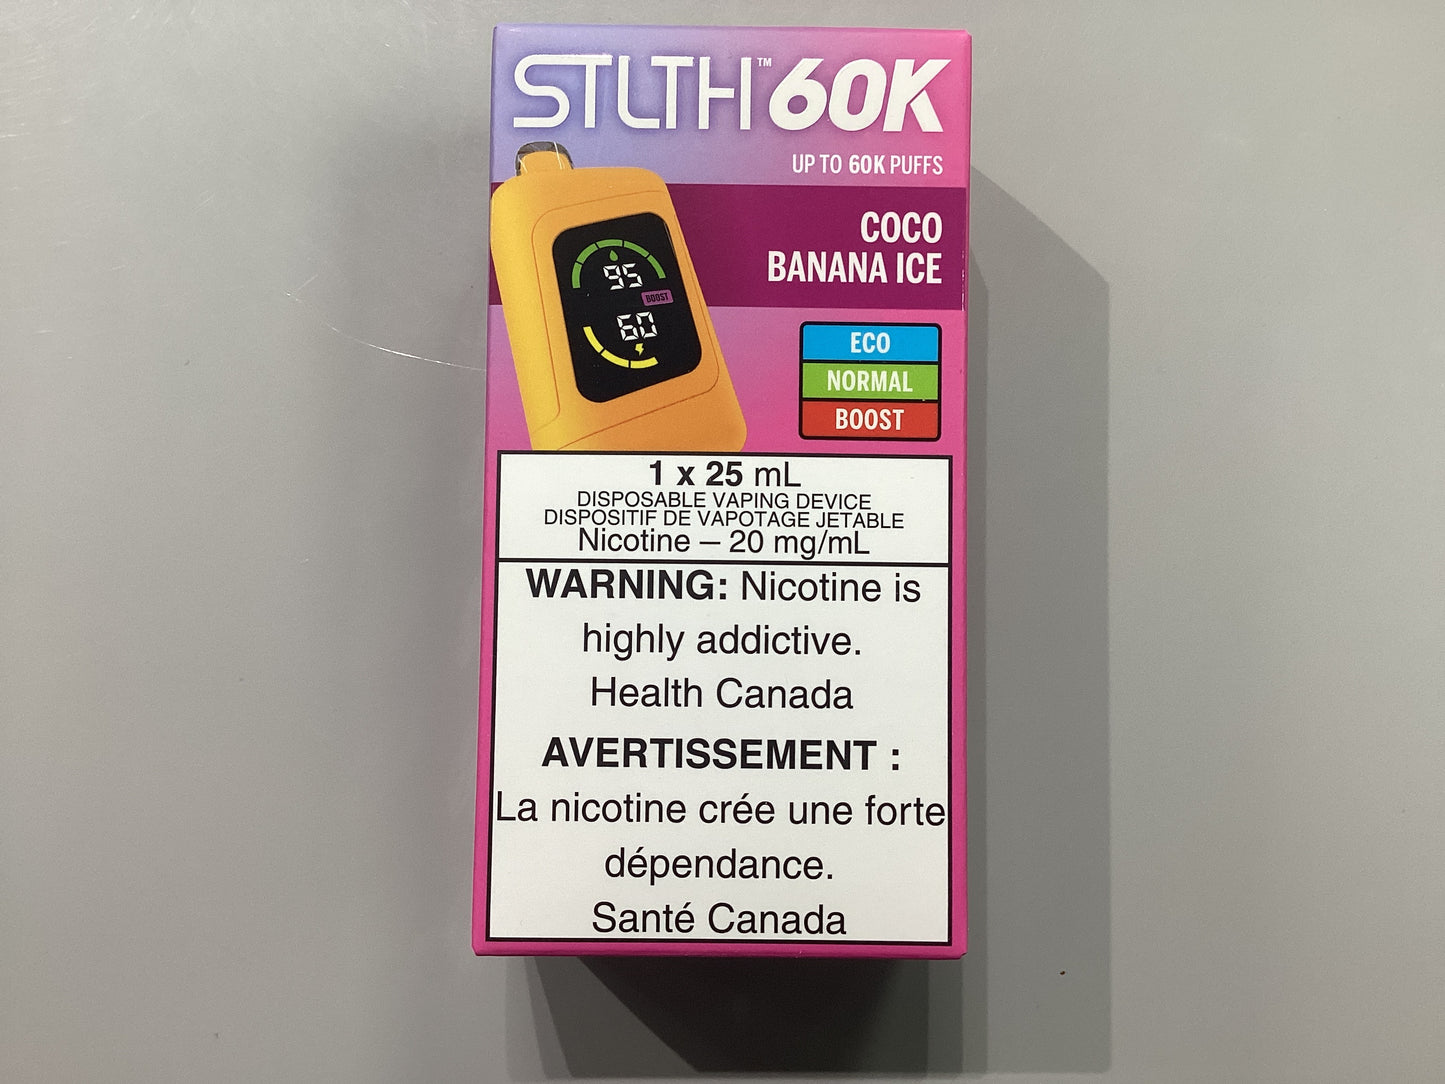 STLTH™ 60K
UP TO 60K PUFFS
COCO
BANANA ICE
95
BOOST
60
ECO
NORMAL
BOOST
1 x 25 mL
DISPOSABLE VAPING DEVICE
DISPOSITIF DE VAPOTAGE JETABLE
Nicotine – 20 mg/mL
WARNING: Nicotine is
highly addictive.
Health Canada
AVERTISSEMENT :
La nicotine crée une forte
dépendance.
Santé Canada